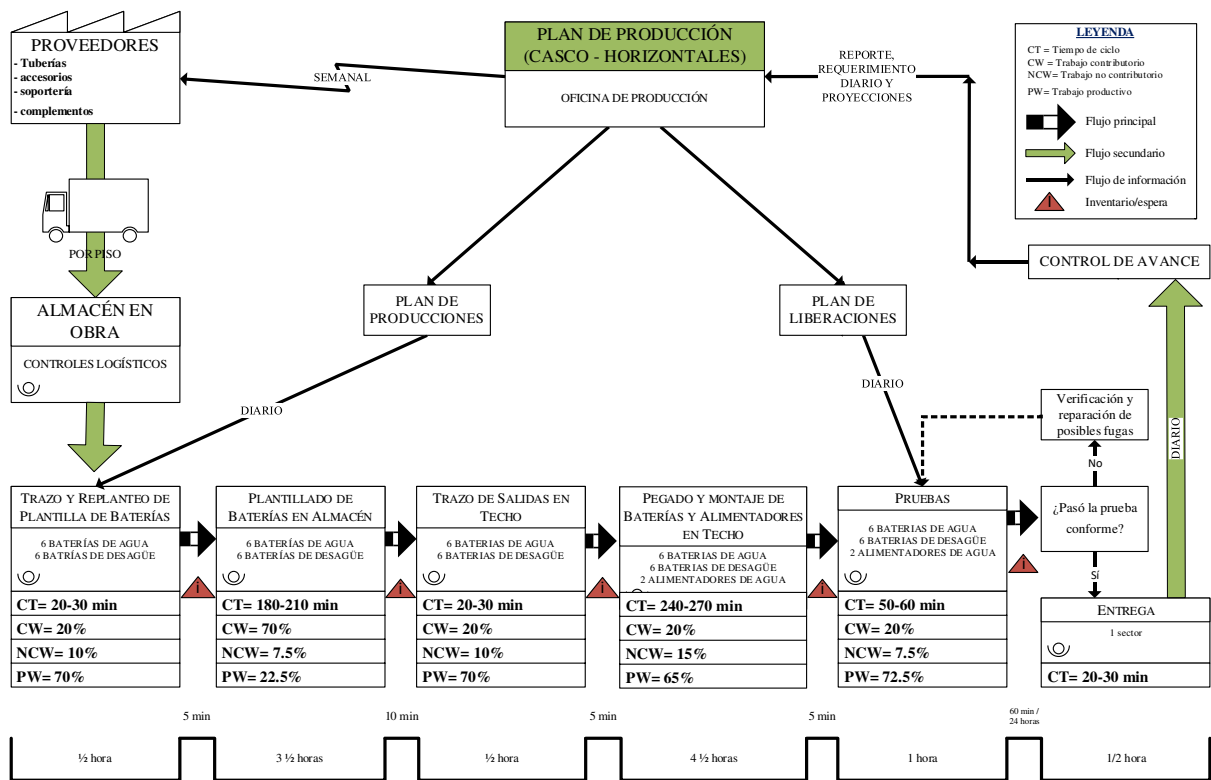 PROVEEDORES
- Tuberías
- accesorios
- soportería
- complementos
POR PISO
ALMACÉN EN
OBRA
CONTROLES LOGÍSTICOS
SEMANAL
PLAN DE PRODUCCIÓN
(CASCO - HORIZONTALES)
OFICINA DE PRODUCCIÓN
REPORTE,
REQUERIMIENTO
DIARIO Y
PROYECCIONES
LEYENDA
CT = Tiempo de ciclo
CW = Trabajo contributorio
NCW= Trabajo no contributorio
PW= Trabajo productivo
Flujo principal
Flujo secundario
Flujo de información
i
Inventario/espera
CONTROL DE AVANCE
PLAN DE
PRODUCCIONES
PLAN DE
LIBERACIONES
DIARIO
DIARIO
DIARIO
Verificación y
reparación de
posibles fugas
No
¿Pasó la prueba
conforme?
Sí
TRAZO Y REPLANTEO DE
PLANTILLA DE BATERÍAS
6 BATERÍAS DE AGUA
6 BATRÍAS DE DESAGÜE
CT= 20-30 min
CW= 20%
NCW= 10%
PW= 70%
i
PLANTILLADO DE
BATERÍAS EN ALMACÉN
6 BATERÍAS DE AGUA
6 BATERÍAS DE DESAGÜE
CT= 180-210 min
CW= 70%
NCW= 7.5%
PW= 22.5%
i
TRAZO DE SALIDAS EN
TECHO
6 BATERIAS DE AGUA
6 BATERIAS DE DESAGÜE
CT= 20-30 min
CW= 20%
NCW= 10%
PW= 70%
i
PEGADO Y MONTAJE DE
BATERÍAS Y ALIMENTADORES
EN TECHO
6 BATERIAS DE AGUA
6 BATERIAS DE DESAGÜE
2 ALIMENTADORES DE AGUA
CT= 240-270 min
CW= 20%
NCW= 15%
PW= 65%
i
PRUEBAS
6 BATERIAS DE AGUA
6 BATERIAS DE DESAGÜE
2 ALIMENTADORES DE AGUA
CT= 50-60 min
CW= 20%
NCW= 7.5%
PW= 72.5%
i
ENTREGA
1 sector
CT= 20-30 min
5 min
10 min
5 min
5 min
60 min /
24 horas
½ hora
3 ½ horas
½ hora
4 ½ horas
1 hora
1/2 hora